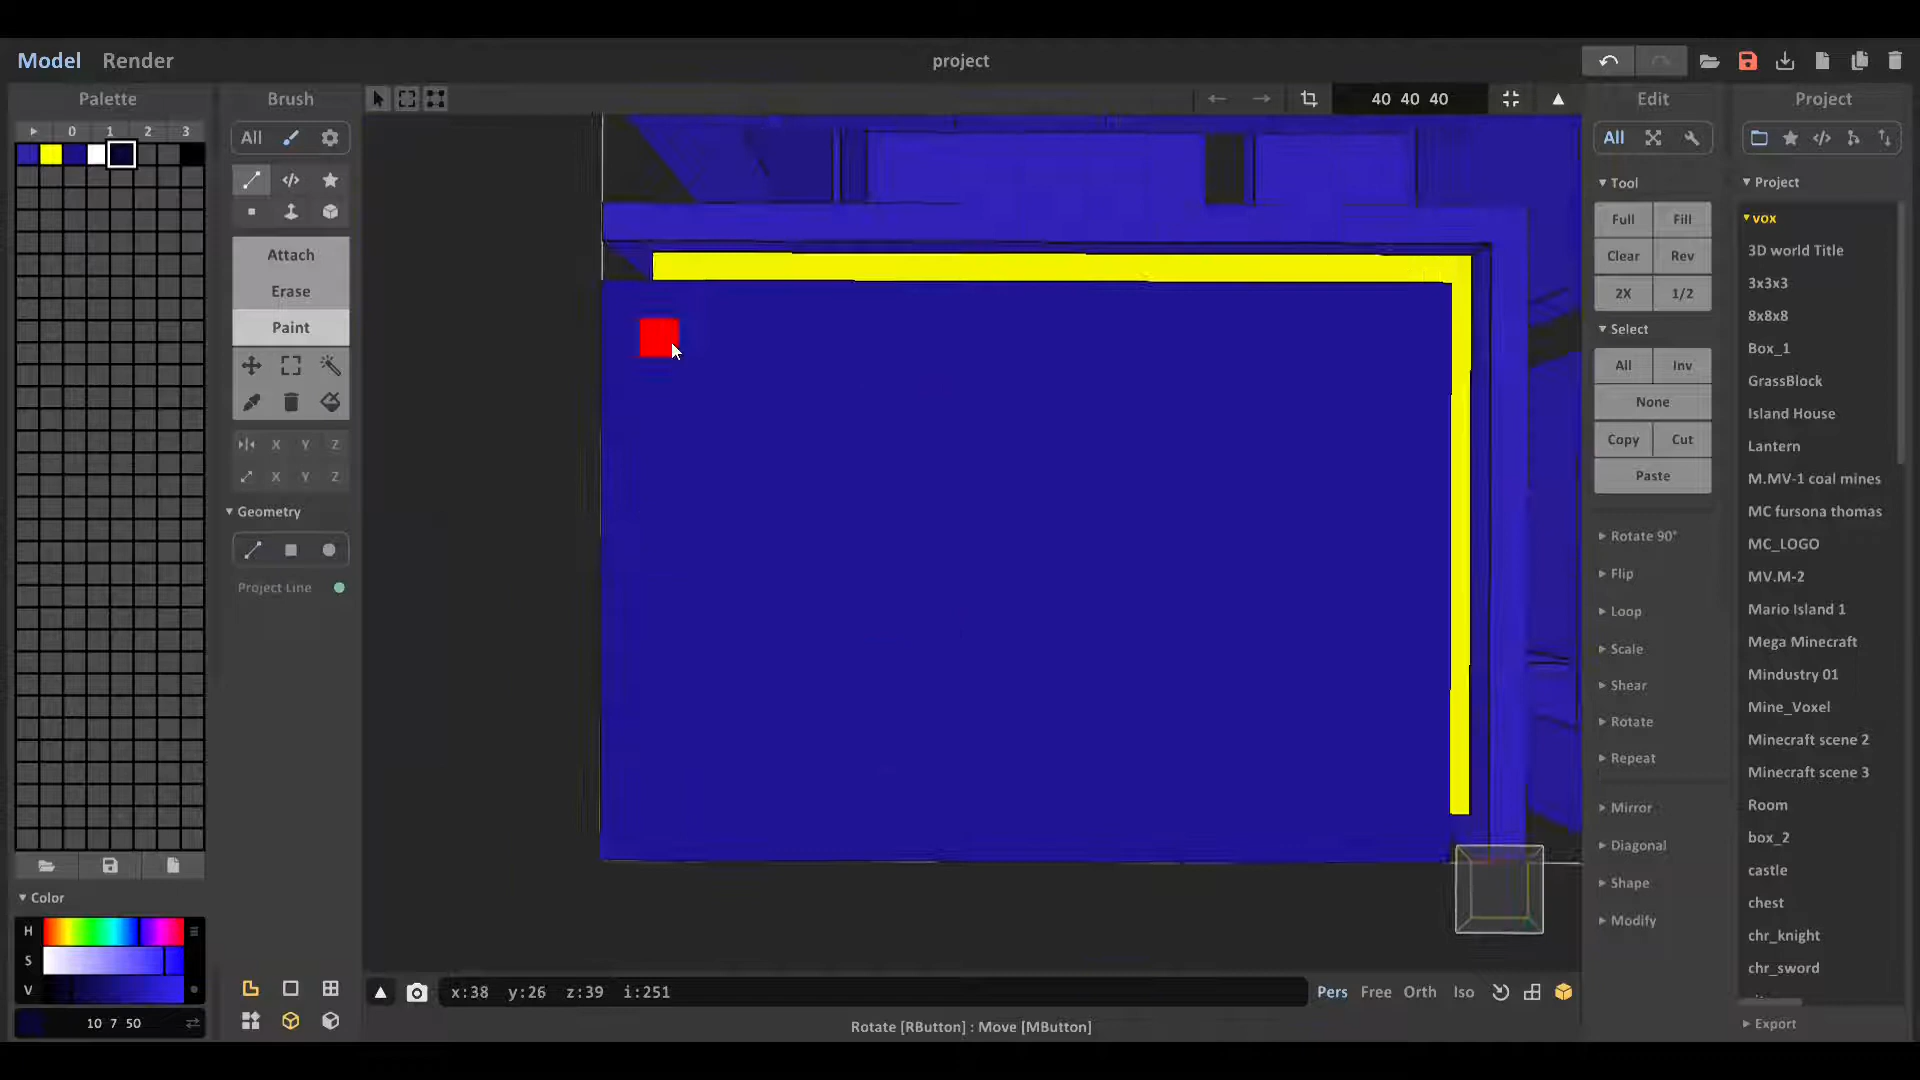 Model Render project
Palette Brush 40 40 40 Edit Project
0 1 2 3
All All
Project
Tool
vox
Full Fill
Attach
3D world Title
Clear Rev
Erase
3x3x3
2X 1/2
Paint
8x8x8
Select
Box_1
All Inv
GrassBlock
None
Island House
Copy Cut
X Y Z
Lantern
Paste
X Y Z
M.MV-1 coal mines
Geometry
MC fursona thomas
Rotate 90°
MC_LOGO
Flip
MV.M-2
Project Line
Loop
Mario Island 1
Scale
Mega Minecraft
Shear
Mindustry 01
Rotate
Mine_Voxel
Repeat
Minecraft scene 2
Minecraft scene 3
Mirror
Room
Diagonal
box_2
Shape
castle
Color
chest
Modify
H
chr_knight
S
chr_sword
V
x:38 y:26 z:39 i:251 Pers Free Orth Iso
10 7 50
Rotate [RButton] : Move [MButton]
Export